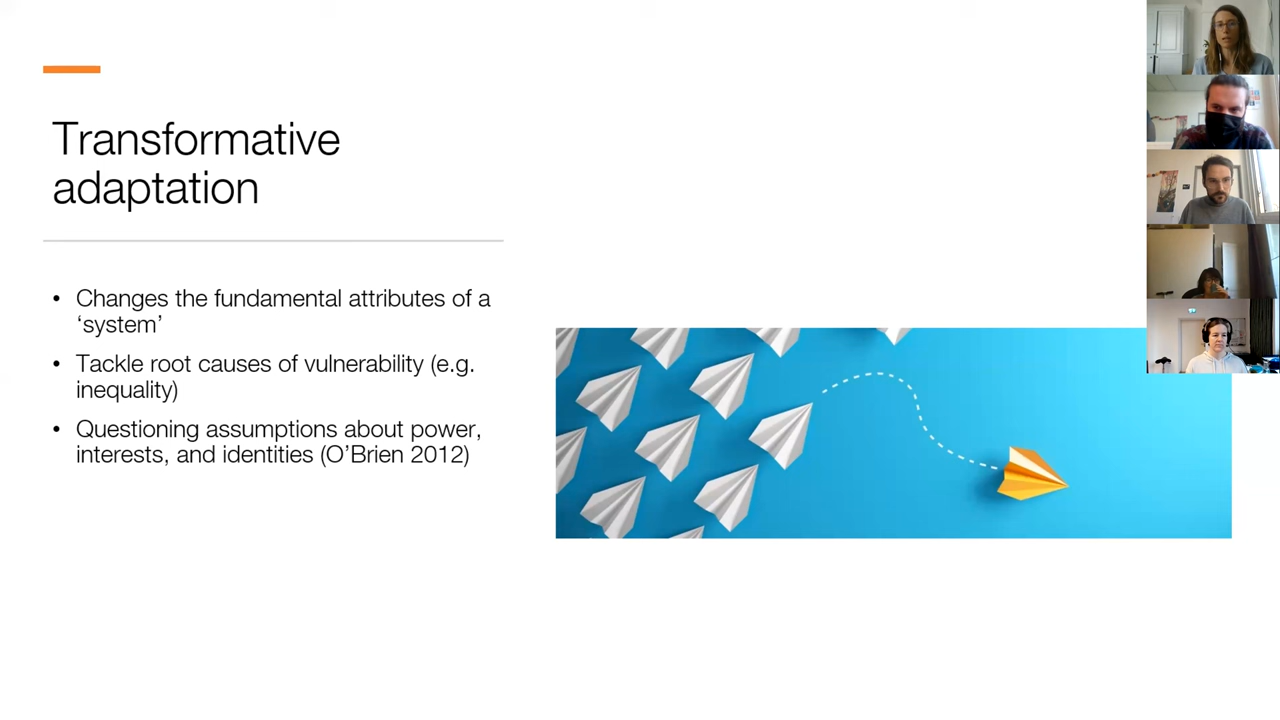 Transformative
adaptation
• Changes the fundamental attributes of a
‘system’
• Tackle root causes of vulnerability (e.g.
inequality)
• Questioning assumptions about power,
interests, and identities (O’Brien 2012)